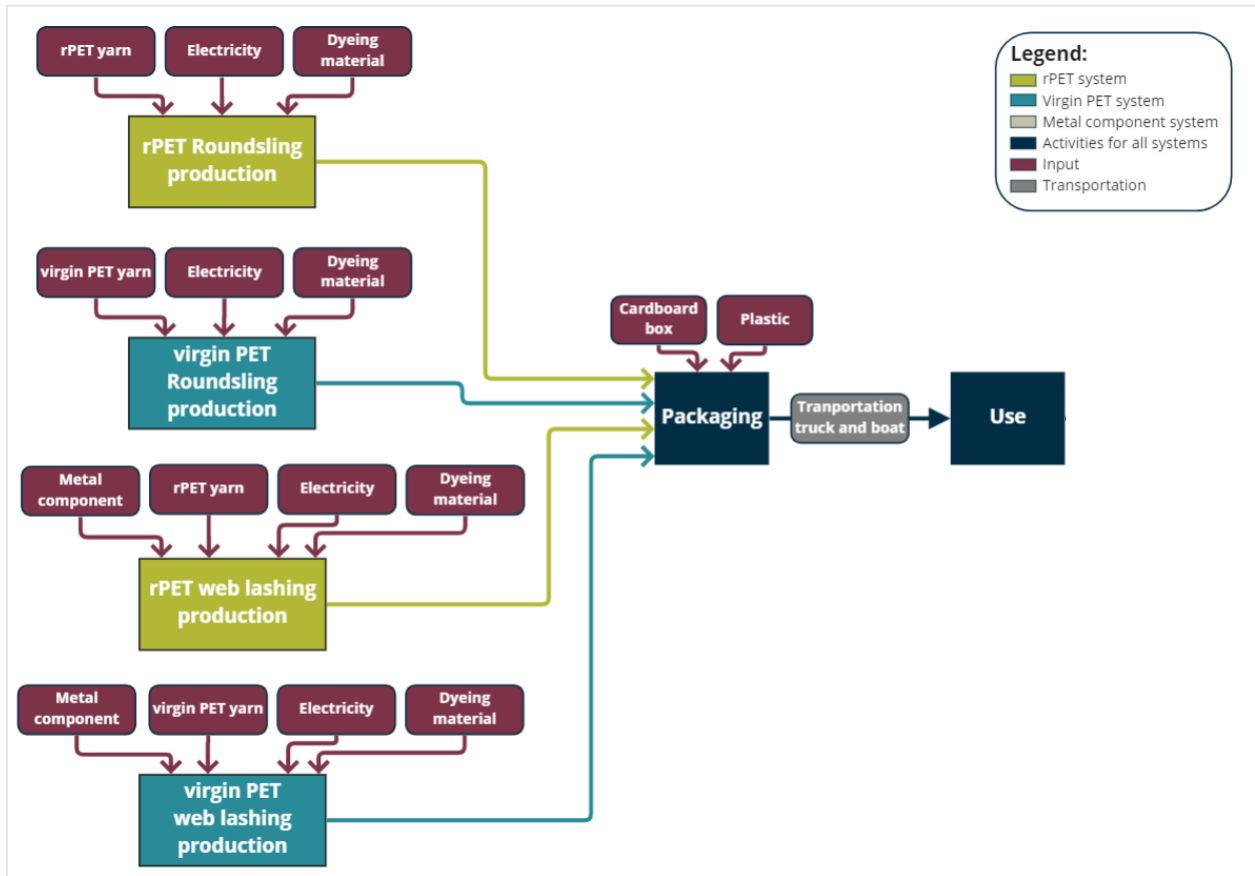 rPET yarn
Electricity
Dyeing
material
rPET Roundsling
production
Legend:
rPET system
Virgin PET system
Metal component system
Activities for all systems
Input
Transportation
virgin PET yarn
Electricity
Dyeing
material
virgin PET
Roundsling
production
Cardboard
box
Plastic
Packaging
Tranportation
truck and boat
Use
Metal
component
rPET yarn
Electricity
Dyeing
material
rPET web lashing
production
Metal
component
virgin PET yarn
Electricity
Dyeing
material
virgin PET
web lashing
production